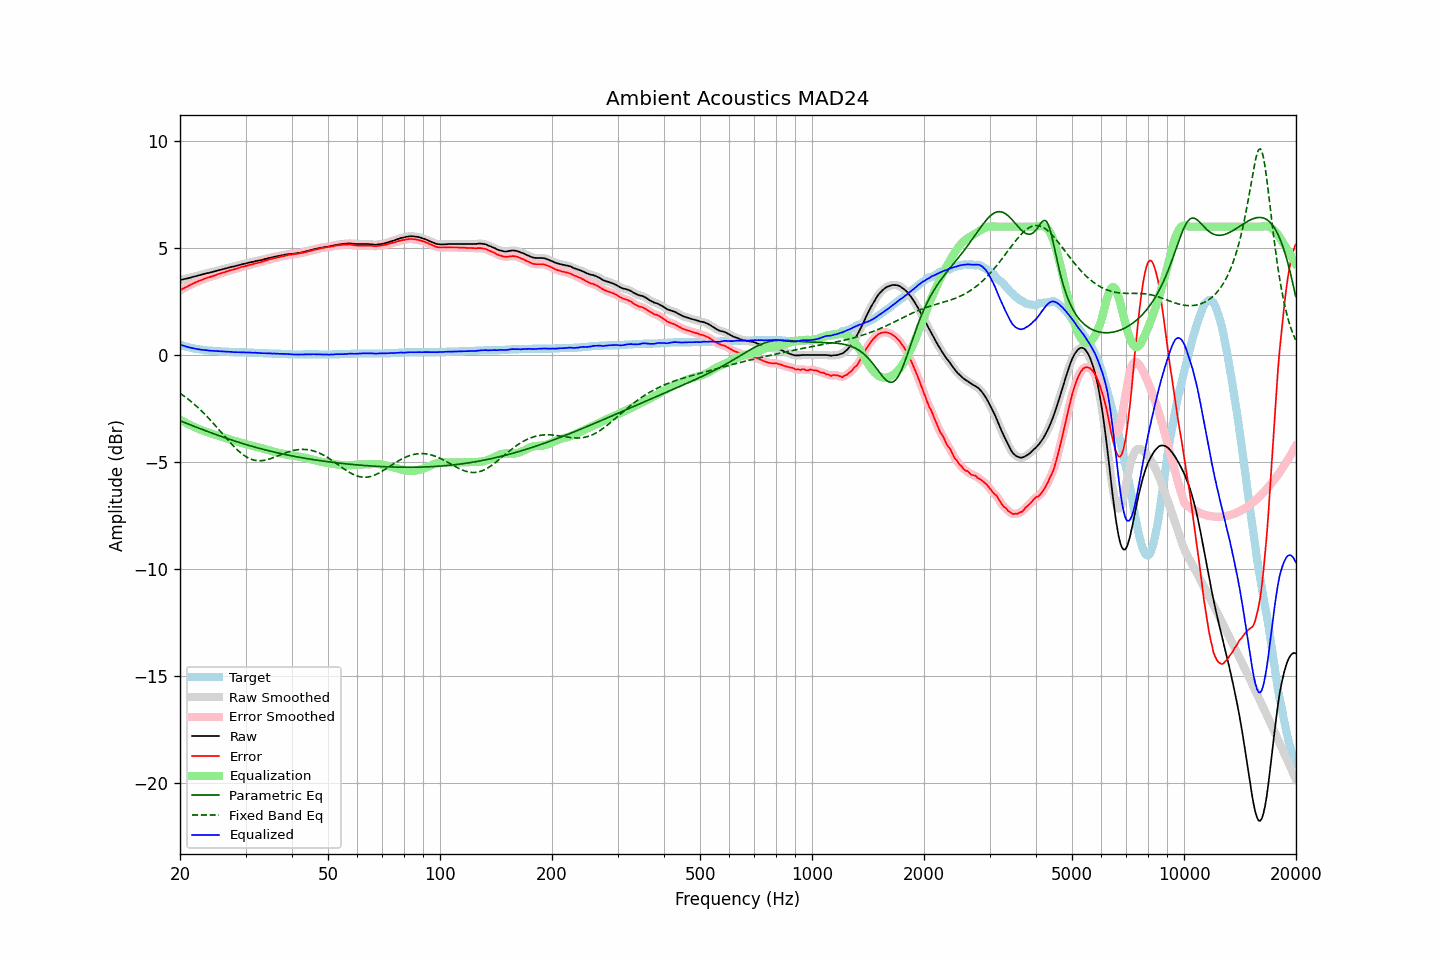 Ambient Acoustics MAD24
Amplitude (dBr)
10
5
0
−5
−10
−15
−20
Target
Raw Smoothed
Error Smoothed
Raw
Error
Equalization
Parametric Eq
Fixed Band Eq
Equalized
20
50
100
200
500
1000
2000
5000
10000
20000
Frequency (Hz)